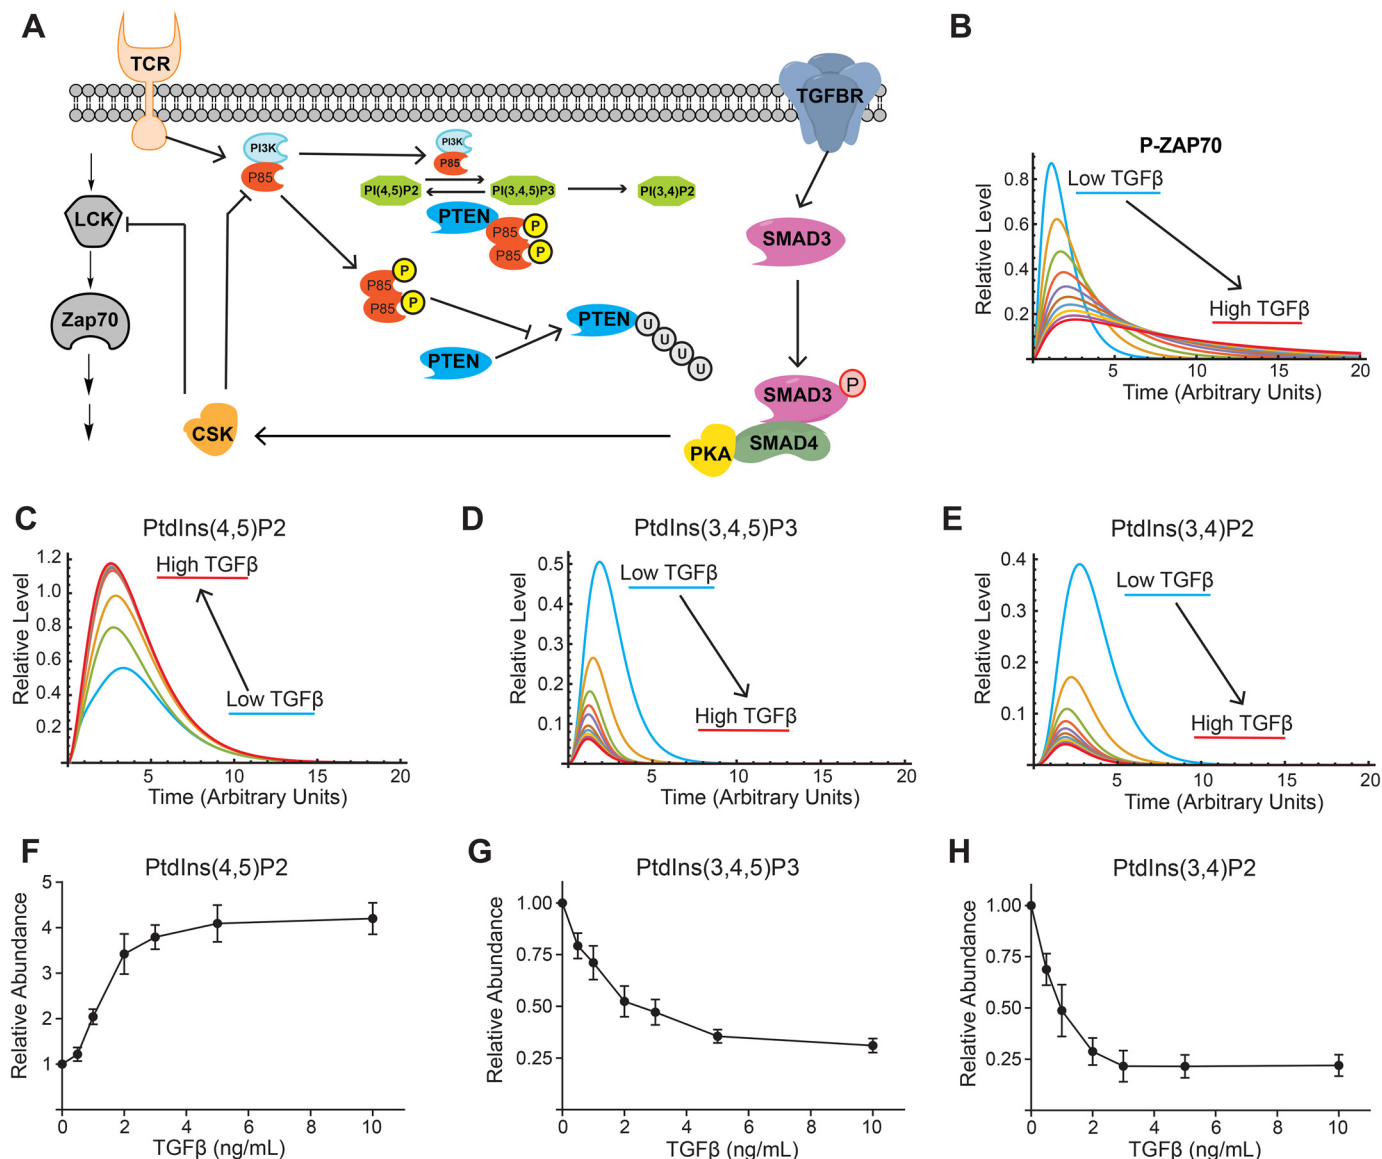 A
TCR
TGFBR
PI3K
P85
PI3K
P85
PI(4,5)P2
PI(3,4,5)P3
PI(3,4)P2
PTEN
P85
P
P85
P
LCK
SMAD3
P85
P
P85
P
Zap70
PTEN
U
U
U
U
PTEN
SMAD3
P
CSK
SMAD4
PKA
B
P-ZAP70
Relative Level
0.8
0.6
0.4
0.2
Low TGFβ
High TGFβ
5
10
15
20
Time (Arbitrary Units)
C
PtdIns(4,5)P2
Relative Level
1.2
1.0
0.8
0.6
0.4
0.2
High TGFβ
Low TGFβ
5
10
15
20
Time (Arbitrary Units)
D
PtdIns(3,4,5)P3
Relative Level
0.5
0.4
0.3
0.2
0.1
Low TGFβ
High TGFβ
5
10
15
20
Time (Arbitrary Units)
E
PtdIns(3,4)P2
Relative Level
0.4
0.3
0.2
0.1
Low TGFβ
High TGFβ
5
10
15
20
Time (Arbitrary Units)
F
PtdIns(4,5)P2
Relative Abundance
5
4
3
2
1
0 2 4 6 8 10
TGFβ (ng/mL)
G
PtdIns(3,4,5)P3
Relative Abundance
1.00
0.75
0.50
0.25
0 2 4 6 8 10
TGFβ (ng/mL)
H
PtdIns(3,4)P2
Relative Abundance
1.00
0.75
0.50
0.25
0 2 4 6 8 10
TGFβ (ng/mL)